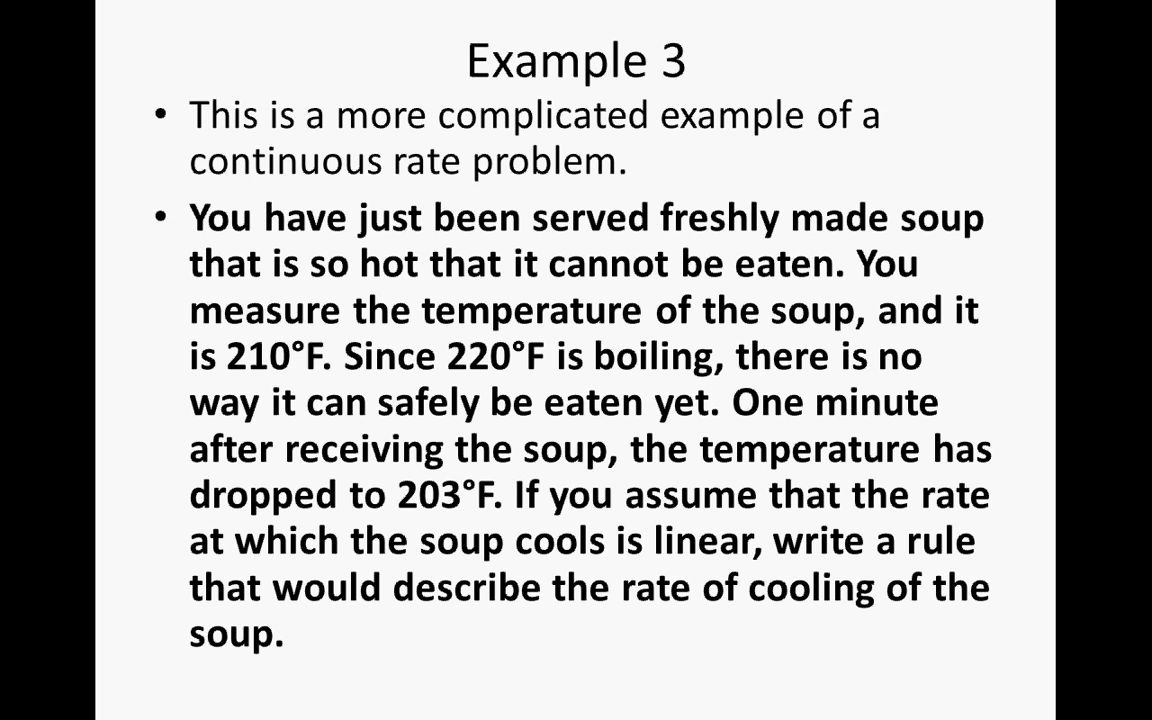 Example 3
• This is a more complicated example of a
continuous rate problem.
• You have just been served freshly made soup
that is so hot that it cannot be eaten. You
measure the temperature of the soup, and it
is 210°F. Since 220°F is boiling, there is no
way it can safely be eaten yet. One minute
after receiving the soup, the temperature has
dropped to 203°F. If you assume that the rate
at which the soup cools is linear, write a rule
that would describe the rate of cooling of the
soup.